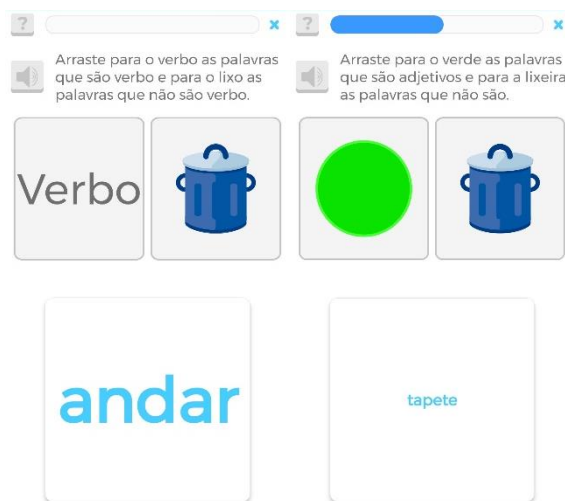 ?
Arraste para o verbo as palavras
que são verbo e para o lixo as
palavras que não são verbo.
Verbo
andar
?
Arraste para o verde as palavras
que são adjetivos e para a lixeira
as palavras que não são.
tapete